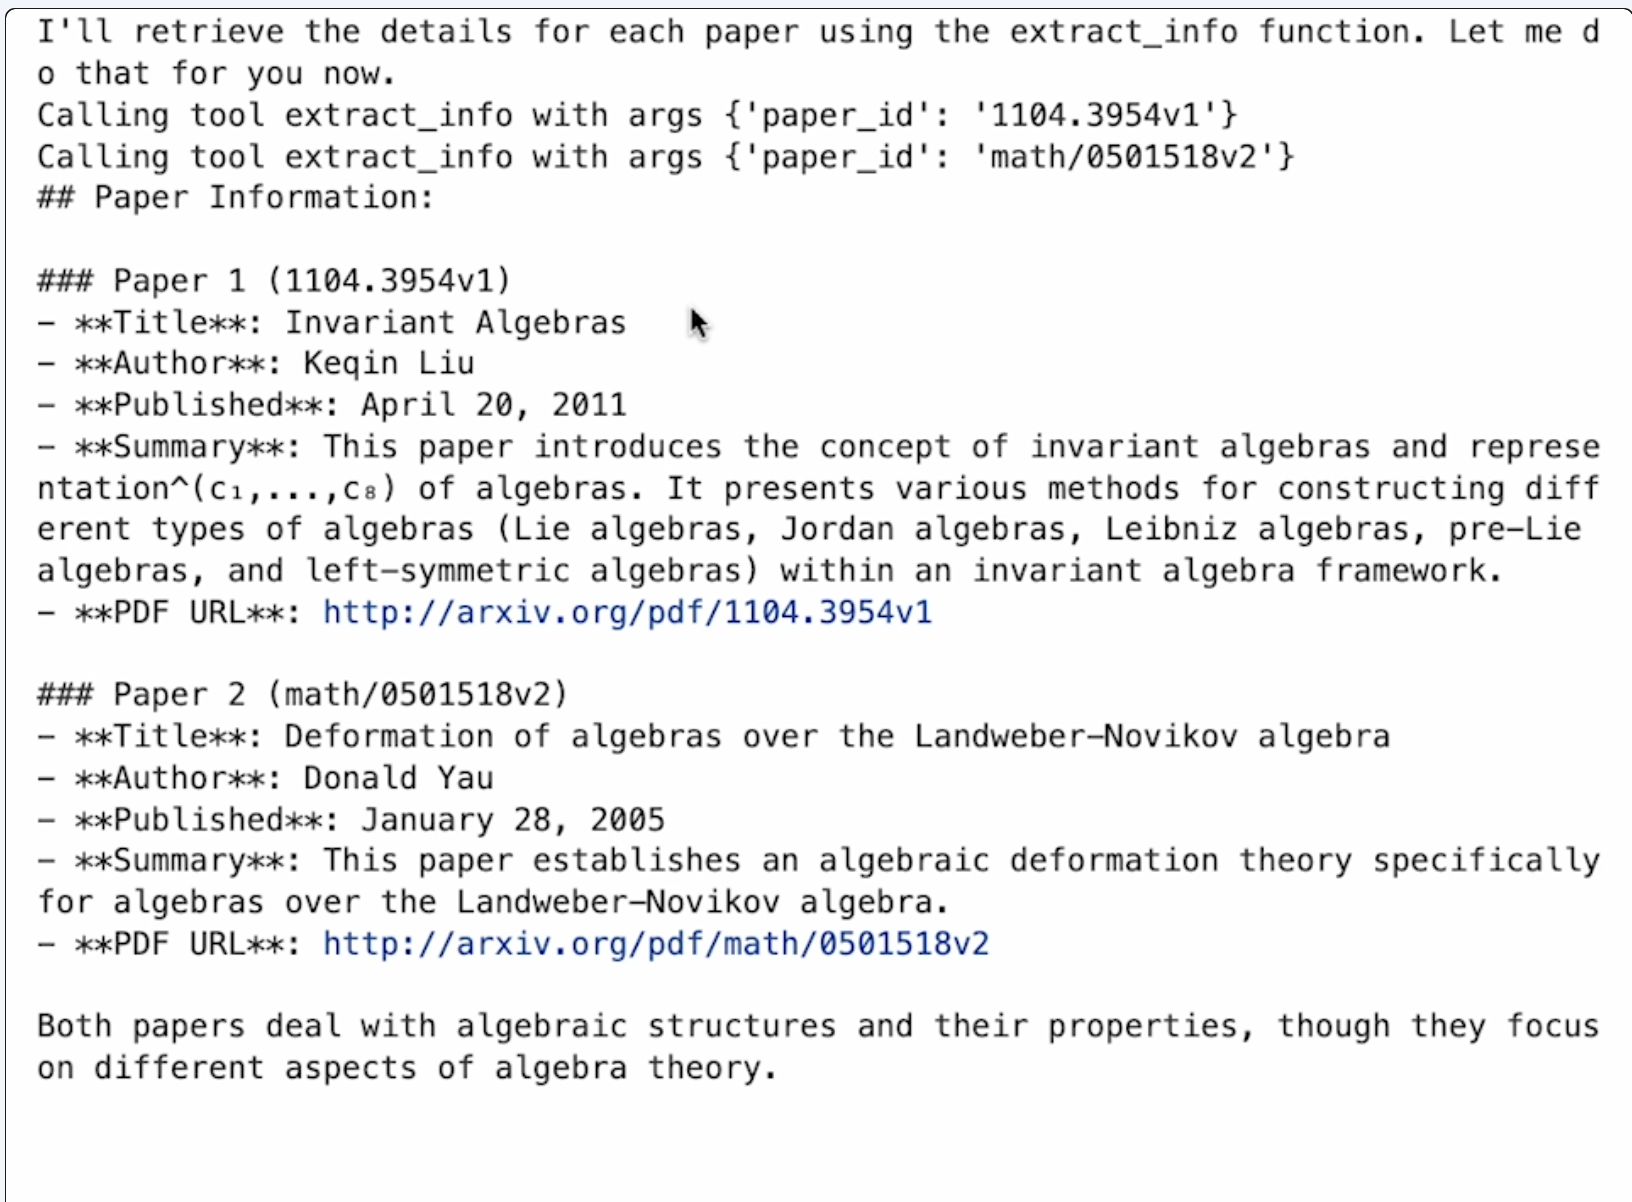 I'll retrieve the details for each paper using the extract_info function. Let me d
o that for you now.
Calling tool extract_info with args {'paper_id': '1104.3954v1'}
Calling tool extract_info with args {'paper_id': 'math/0501518v2'}
## Paper Information:

### Paper 1 (1104.3954v1)
- **Title**: Invariant Algebras
- **Author**: Keqin Liu
- **Published**: April 20, 2011
- **Summary**: This paper introduces the concept of invariant algebras and represe
ntation^(c₁,...,c₈) of algebras. It presents various methods for constructing diff
erent types of algebras (Lie algebras, Jordan algebras, Leibniz algebras, pre-Lie
algebras, and left-symmetric algebras) within an invariant algebra framework.
- **PDF URL**: http://arxiv.org/pdf/1104.3954v1

### Paper 2 (math/0501518v2)
- **Title**: Deformation of algebras over the Landweber-Novikov algebra
- **Author**: Donald Yau
- **Published**: January 28, 2005
- **Summary**: This paper establishes an algebraic deformation theory specifically
for algebras over the Landweber-Novikov algebra.
- **PDF URL**: http://arxiv.org/pdf/math/0501518v2

Both papers deal with algebraic structures and their properties, though they focus
on different aspects of algebra theory.